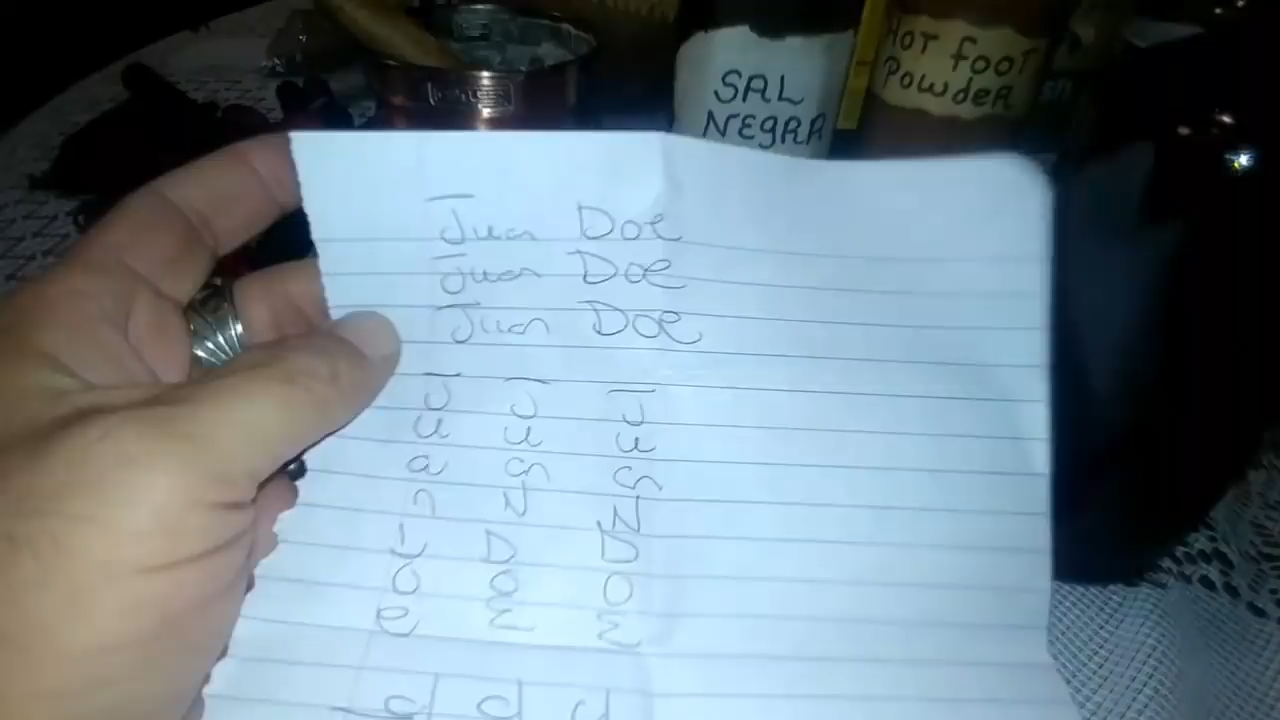 SAL
NEGRA
HOT FOOT
POWDER
Juan Doe
Juan Doe
Juan Doe
J J J
u u u
a a a
n N N
D D
o o o
e e e